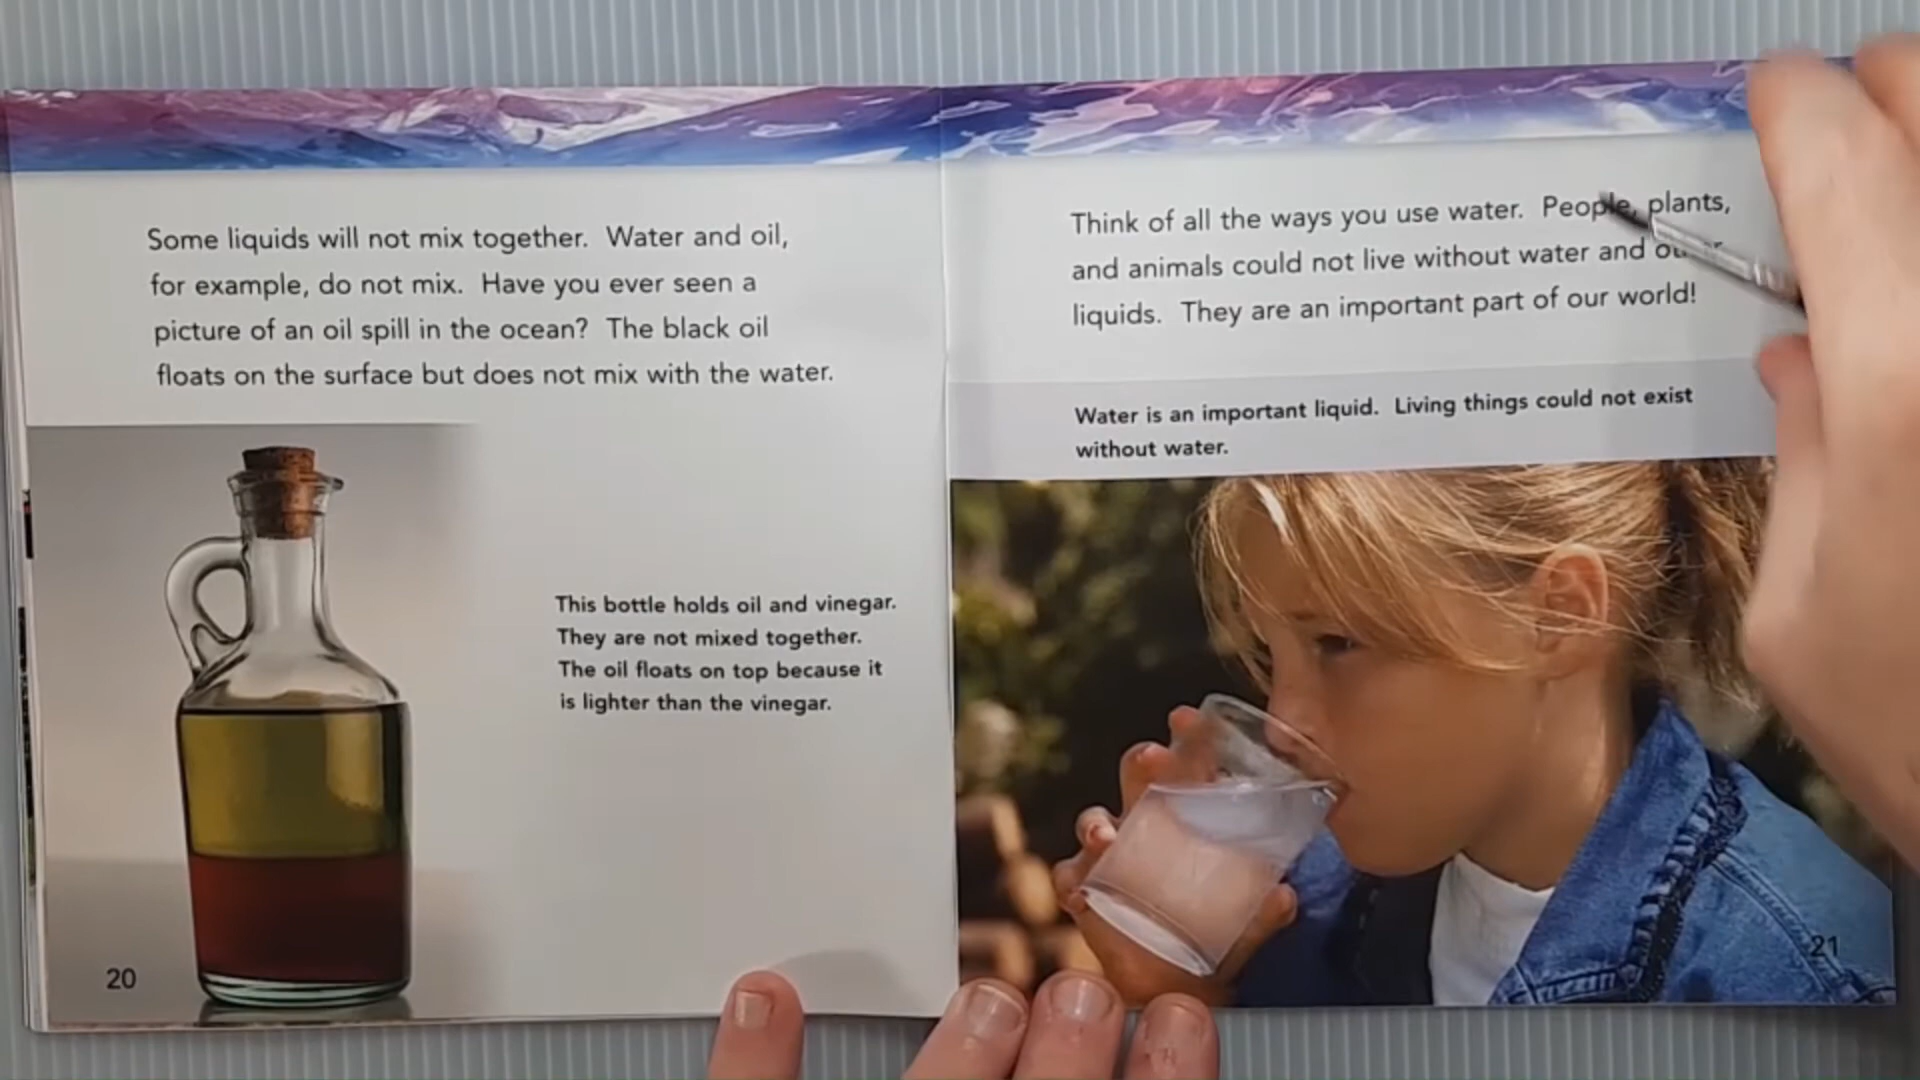 Some liquids will not mix together. Water and oil,
for example, do not mix. Have you ever seen a
picture of an oil spill in the ocean? The black oil
floats on the surface but does not mix with the water.
This bottle holds oil and vinegar.
They are not mixed together.
The oil floats on top because it
is lighter than the vinegar.
20
Think of all the ways you use water. People, plants,
and animals could not live without water and other
liquids. They are an important part of our world!
Water is an important liquid. Living things could not exist
without water.
21